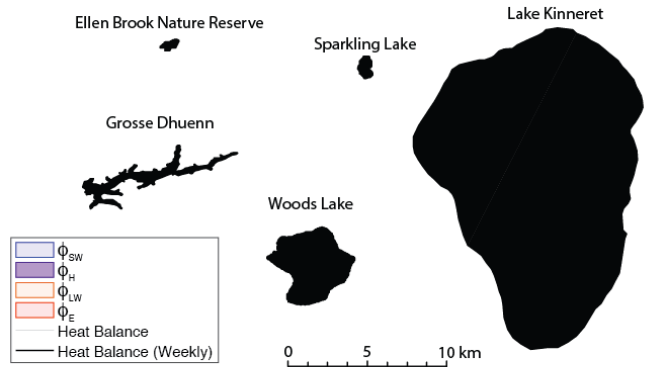 Lake Kinneret
Ellen Brook Nature Reserve
Sparkling Lake
Grosse Dhuenn
Woods Lake
ϕSW
ϕH
ϕLW
ϕE
Heat Balance
Heat Balance (Weekly)
0 5 10 km